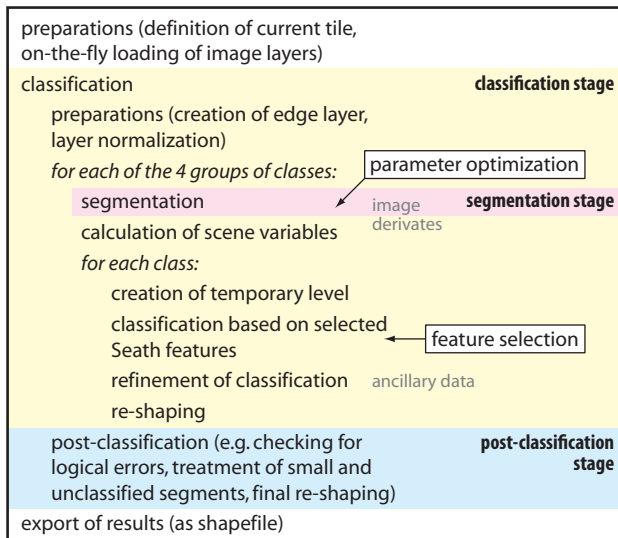 preparations (definition of current tile,
on-the-fly loading of image layers)
classification
classification stage
preparations (creation of edge layer,
layer normalization)
for each of the 4 groups of classes:
parameter optimization
segmentation
image
derivates
segmentation stage
calculation of scene variables
for each class:
creation of temporary level
classification based on selected
Seath features
feature selection
refinement of classification
ancillary data
re-shaping
post-classification (e.g. checking for
logical errors, treatment of small and
unclassified segments, final re-shaping)
post-classification
stage
export of results (as shapefile)